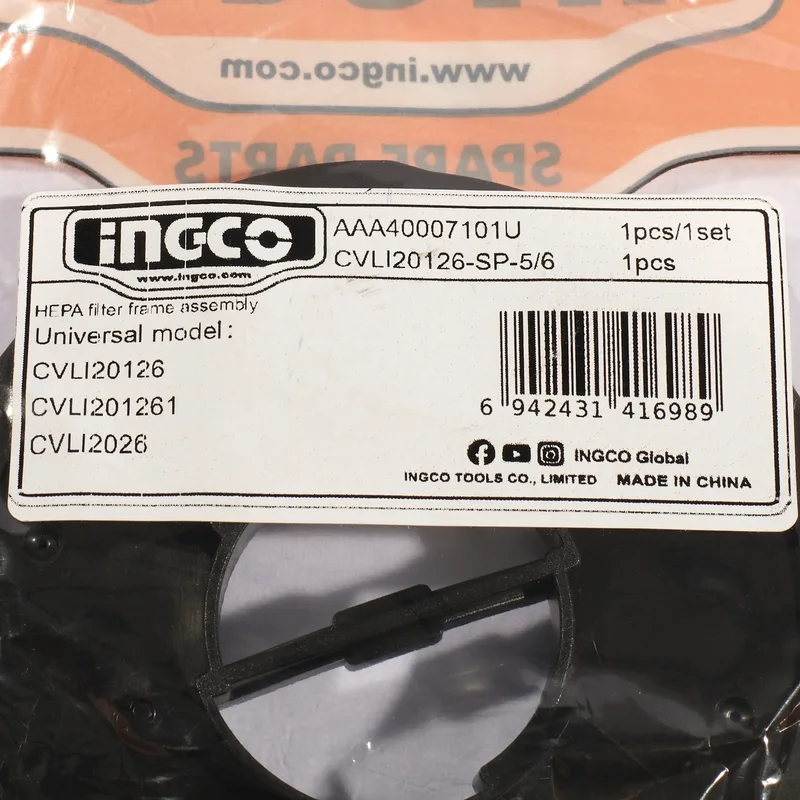 www.ingco.com
SPARE PARTS
INGCO
www.ingco.com
AAA40007101U 1pcs/1set
CVLI20126-SP-5/6 1pcs
HEPA filter frame assembly
Universal model:
CVLI20126
CVLI201261
CVLI2026
6 942431 416989
INGCO Global
INGCO TOOLS CO., LIMITED MADE IN CHINA